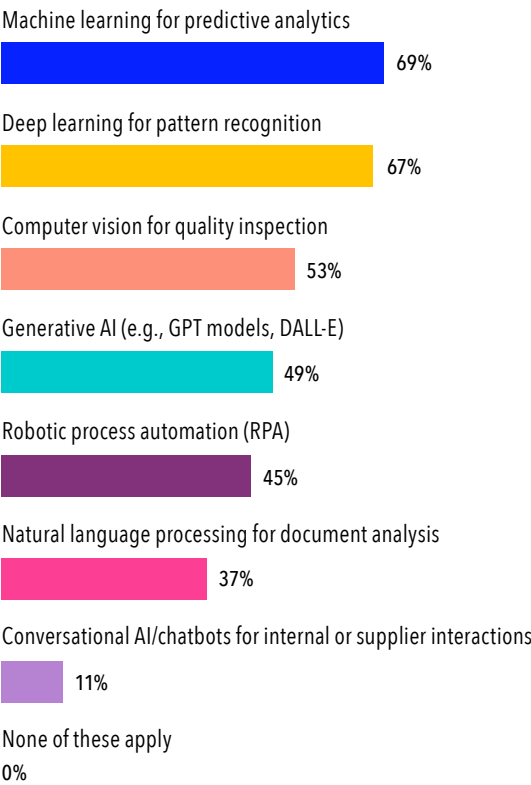 Machine learning for predictive analytics
69%
Deep learning for pattern recognition
67%
Computer vision for quality inspection
53%
Generative AI (e.g., GPT models, DALL-E)
49%
Robotic process automation (RPA)
45%
Natural language processing for document analysis
37%
Conversational AI/chatbots for internal or supplier interactions
11%
None of these apply
0%